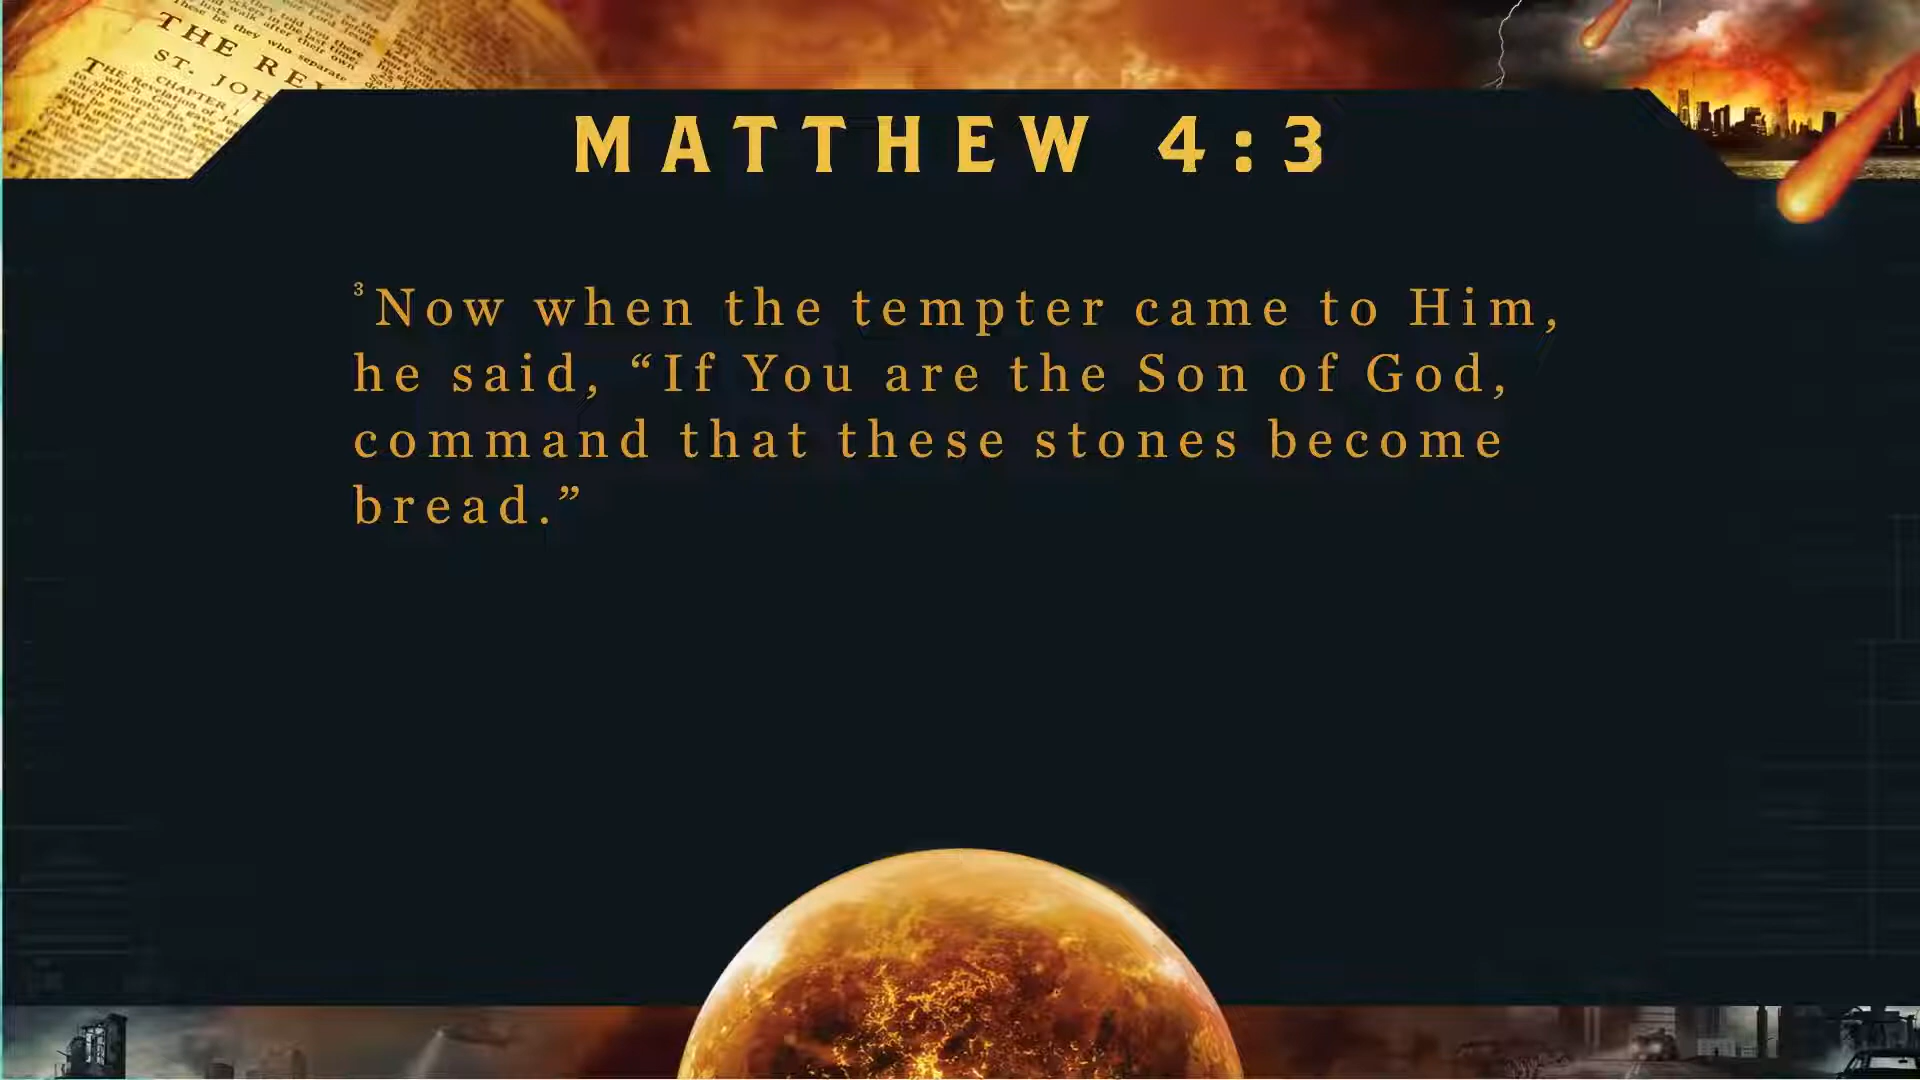 THE REV
ST. JOH
CHAPTER I
MATTHEW 4:3
³Now when the tempter came to Him,
he said, “If You are the Son of God,
command that these stones become
bread.”